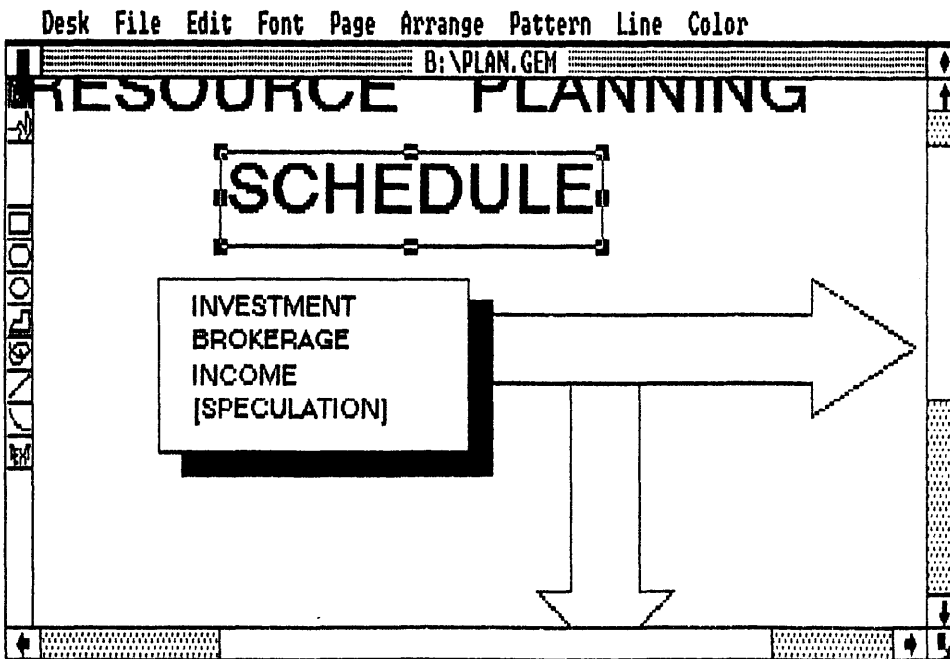 Desk File Edit Font Page Arrange Pattern Line Color
B:\PLAN.GEM
RESOURCE PLANNING
SCHEDULE
INVESTMENT
BROKERAGE
INCOME
[SPECULATION]